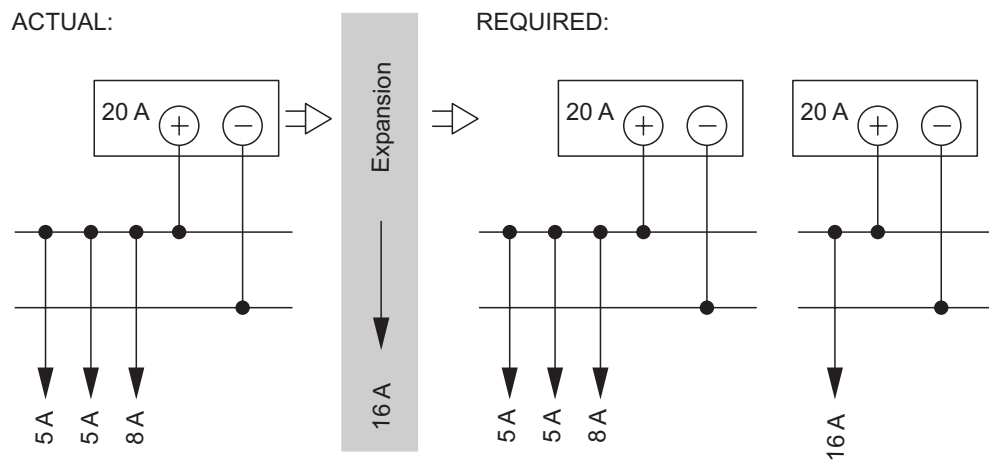 ACTUAL:
20 A
+
−
5 A
5 A
8 A
Expansion
16 A
REQUIRED:
20 A
+
−
5 A
5 A
8 A
20 A
+
−
16 A